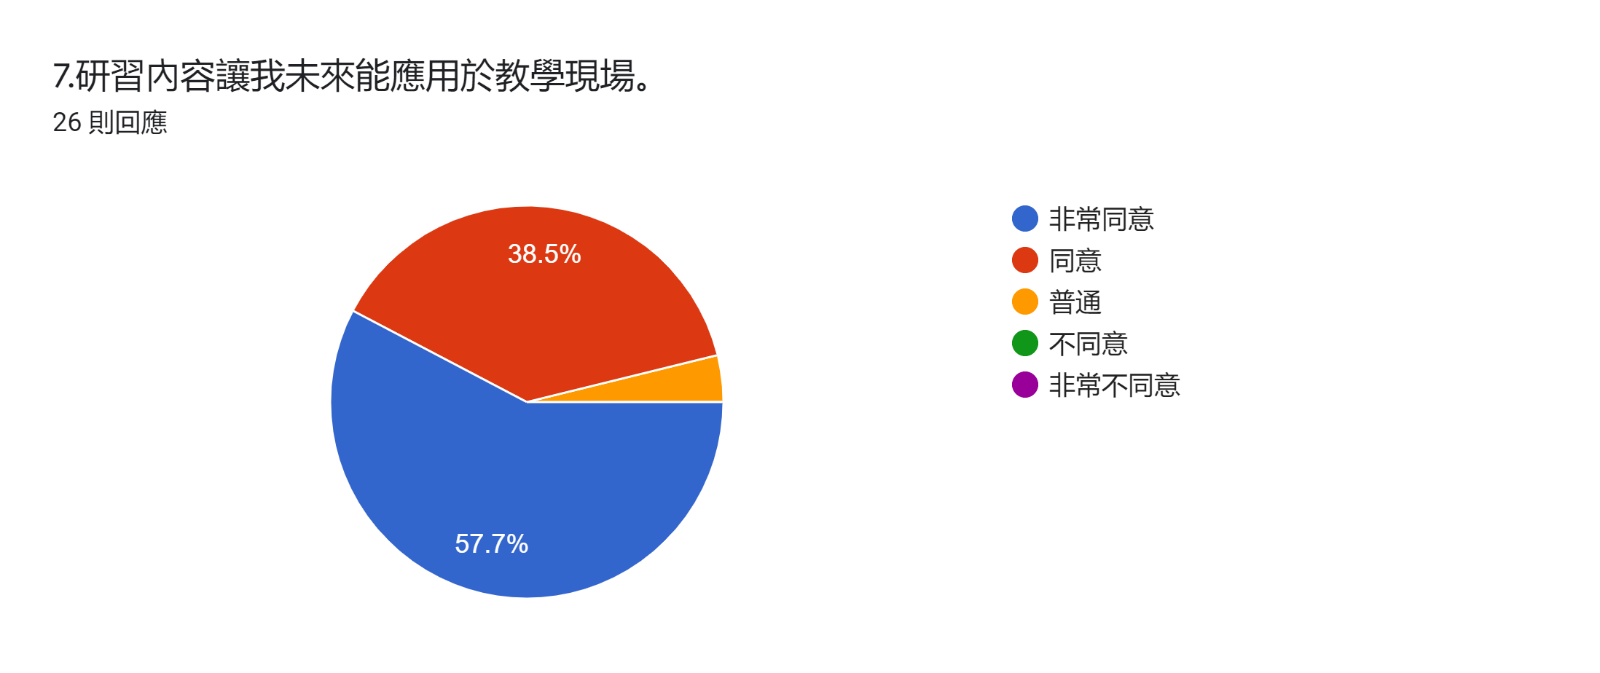 7.研習內容讓我未來能應用於教學現場。
26 則回應
38.5%
57.7%
非常同意
同意
普通
不同意
非常不同意